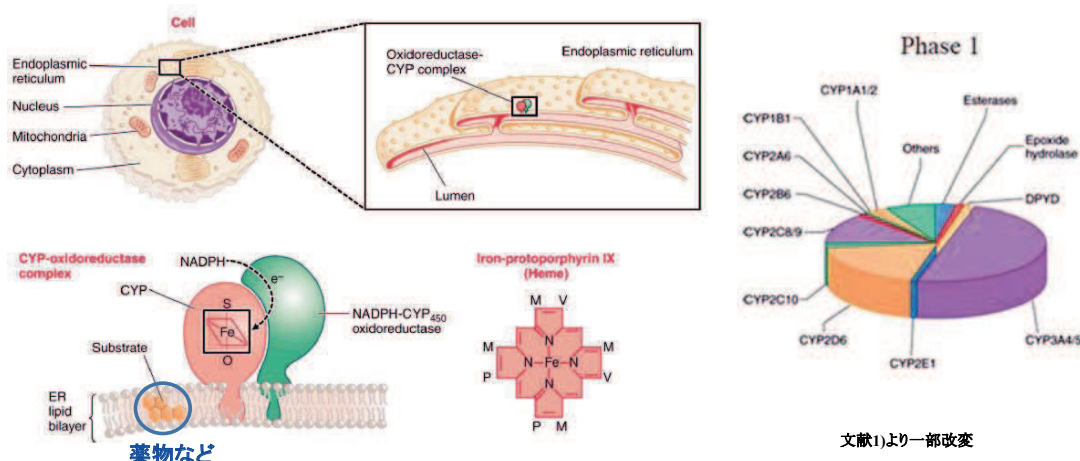 Cell
Endoplasmic
reticulum
Nucleus
Mitochondria
Cytoplasm
Oxidoreductase-
CYP complex
Endoplasmic reticulum
Lumen
CYP-oxidoreductase
complex
NADPH
e−
CYP
S
Fe
O
NADPH-CYP450
oxidoreductase
Substrate
ER
lipid
bilayer
薬物など
Iron-protoporphyrin IX
(Heme)
M V
M M
N
N Fe N
N
P V
P M
Phase 1
CYP1A1/2
Esterases
CYP1B1
Epoxide
hydrolase
Others
CYP2A6
DPYD
CYP2B6
CYP2C8/9
CYP2C10
CYP2D6
CYP2E1
CYP3A4/5
文献1)より一部改変